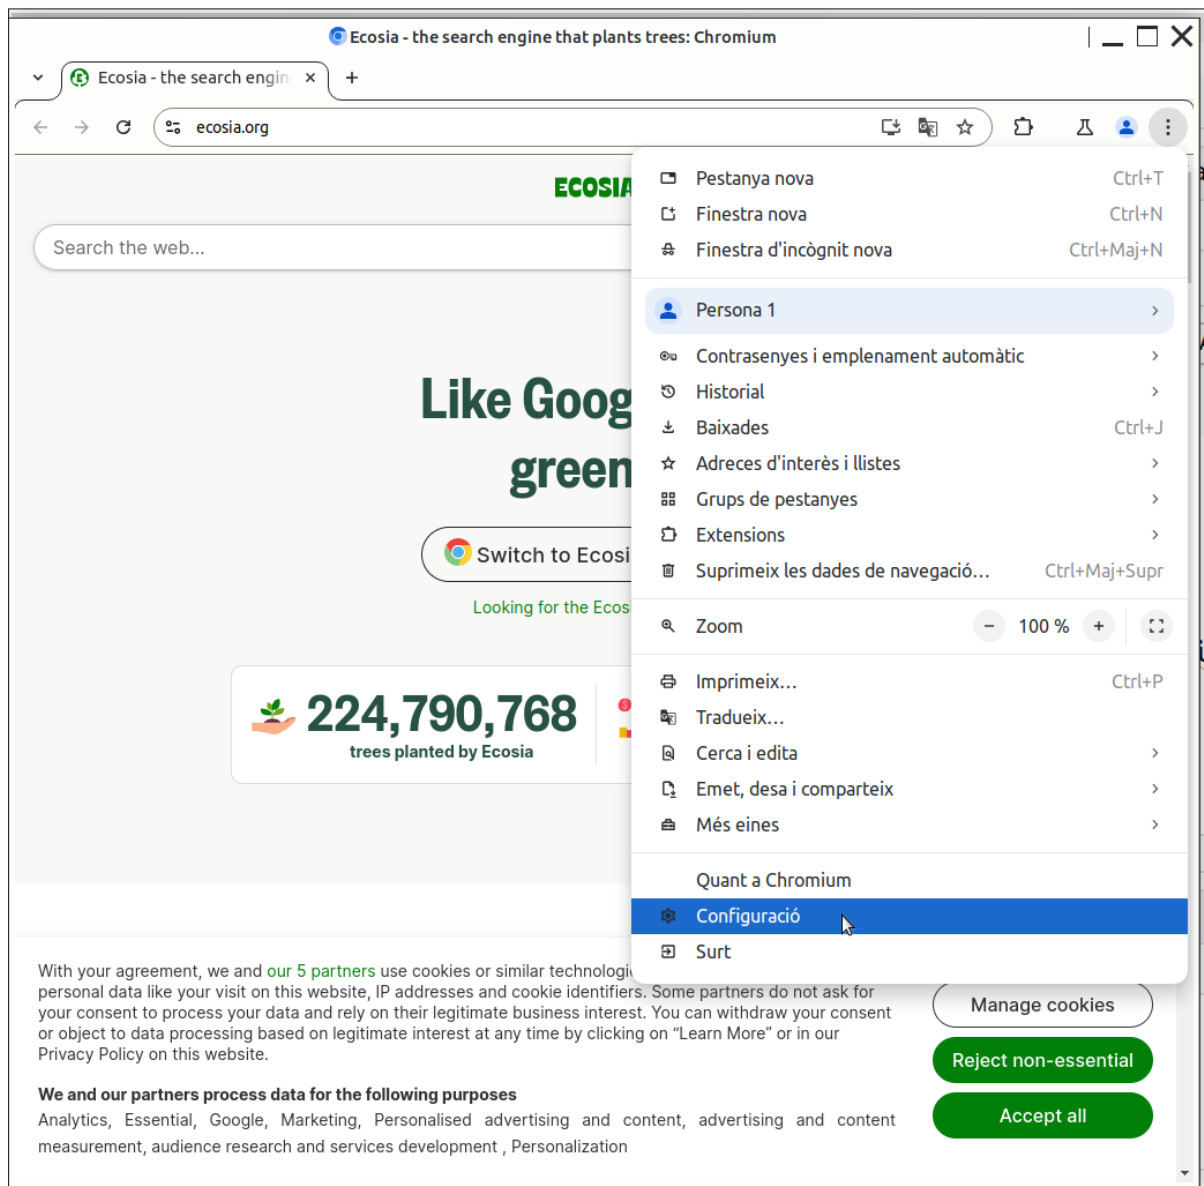 Ecosia - the search engine that plants trees: Chromium
Ecosia - the search engin
ecosia.org
ECOSIA
Search the web...
Like Goog
green
Switch to Ecosi
Looking for the Ecos
224,790,768
trees planted by Ecosia
Pestanya nova Ctrl+T
Finestra nova Ctrl+N
Finestra d'incògnit nova Ctrl+Maj+N
Persona 1
Contrasenyes i emplenament automàtic
Historial
Baixades Ctrl+J
Adreces d'interès i llistes
Grups de pestanyes
Extensions
Suprimeix les dades de navegació… Ctrl+Maj+Supr
Zoom − 100 % +
Imprimeix… Ctrl+P
Tradueix…
Cerca i edita
Emet, desa i comparteix
Més eines
Quant a Chromium
Configuració
Surt
With your agreement, we and our 5 partners use cookies or similar technologi
personal data like your visit on this website, IP addresses and cookie identifiers. Some partners do not ask for
your consent to process your data and rely on their legitimate business interest. You can withdraw your consent
or object to data processing based on legitimate interest at any time by clicking on “Learn More” or in our
Privacy Policy on this website.
We and our partners process data for the following purposes
Analytics, Essential, Google, Marketing, Personalised advertising and content, advertising and content
measurement, audience research and services development , Personalization
Manage cookies
Reject non-essential
Accept all